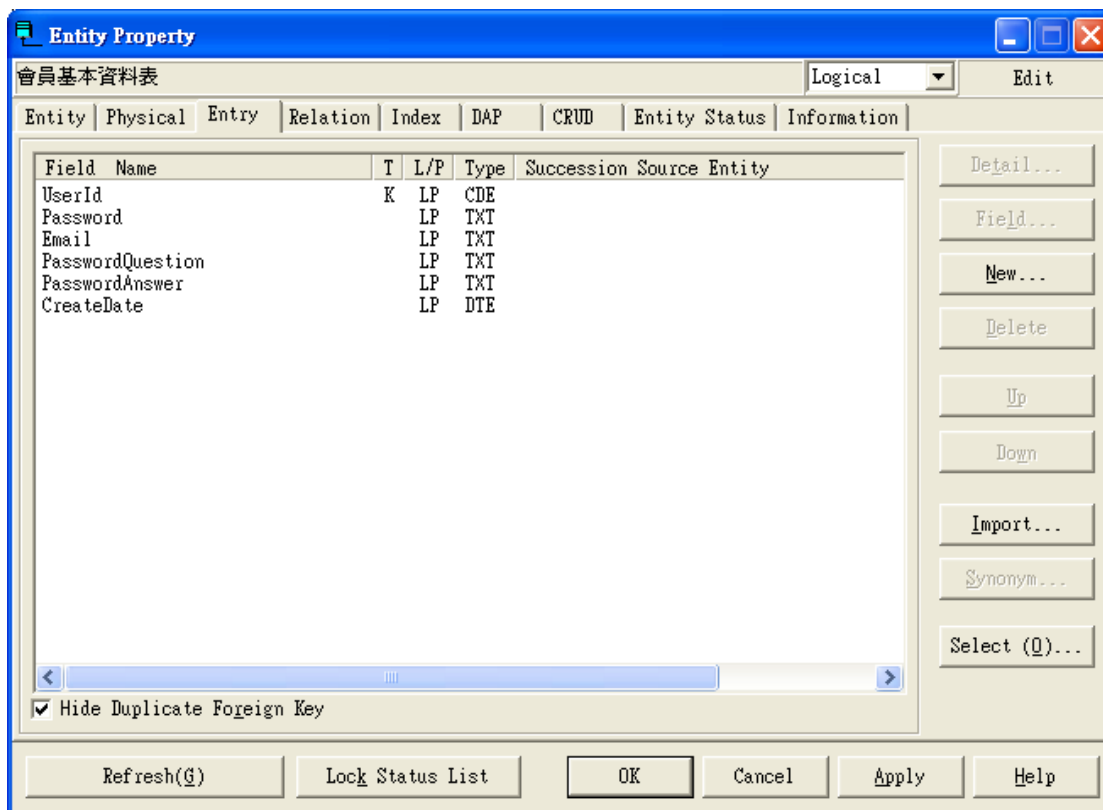 Entity Property
會員基本資料表 Logical Edit
Entity Physical Entry Relation Index DAP CRUD Entity Status Information
Field Name T L/P Type Succession Source Entity
UserId K LP CDE
Password LP TXT
Email LP TXT
PasswordQuestion LP TXT
PasswordAnswer LP TXT
CreateDate LP DTE
Detail...
Field...
New...
Delete
Up
Down
Import...
Synonym...
Select (O)...
Hide Duplicate Foreign Key
Refresh(G) Lock Status List OK Cancel Apply Help